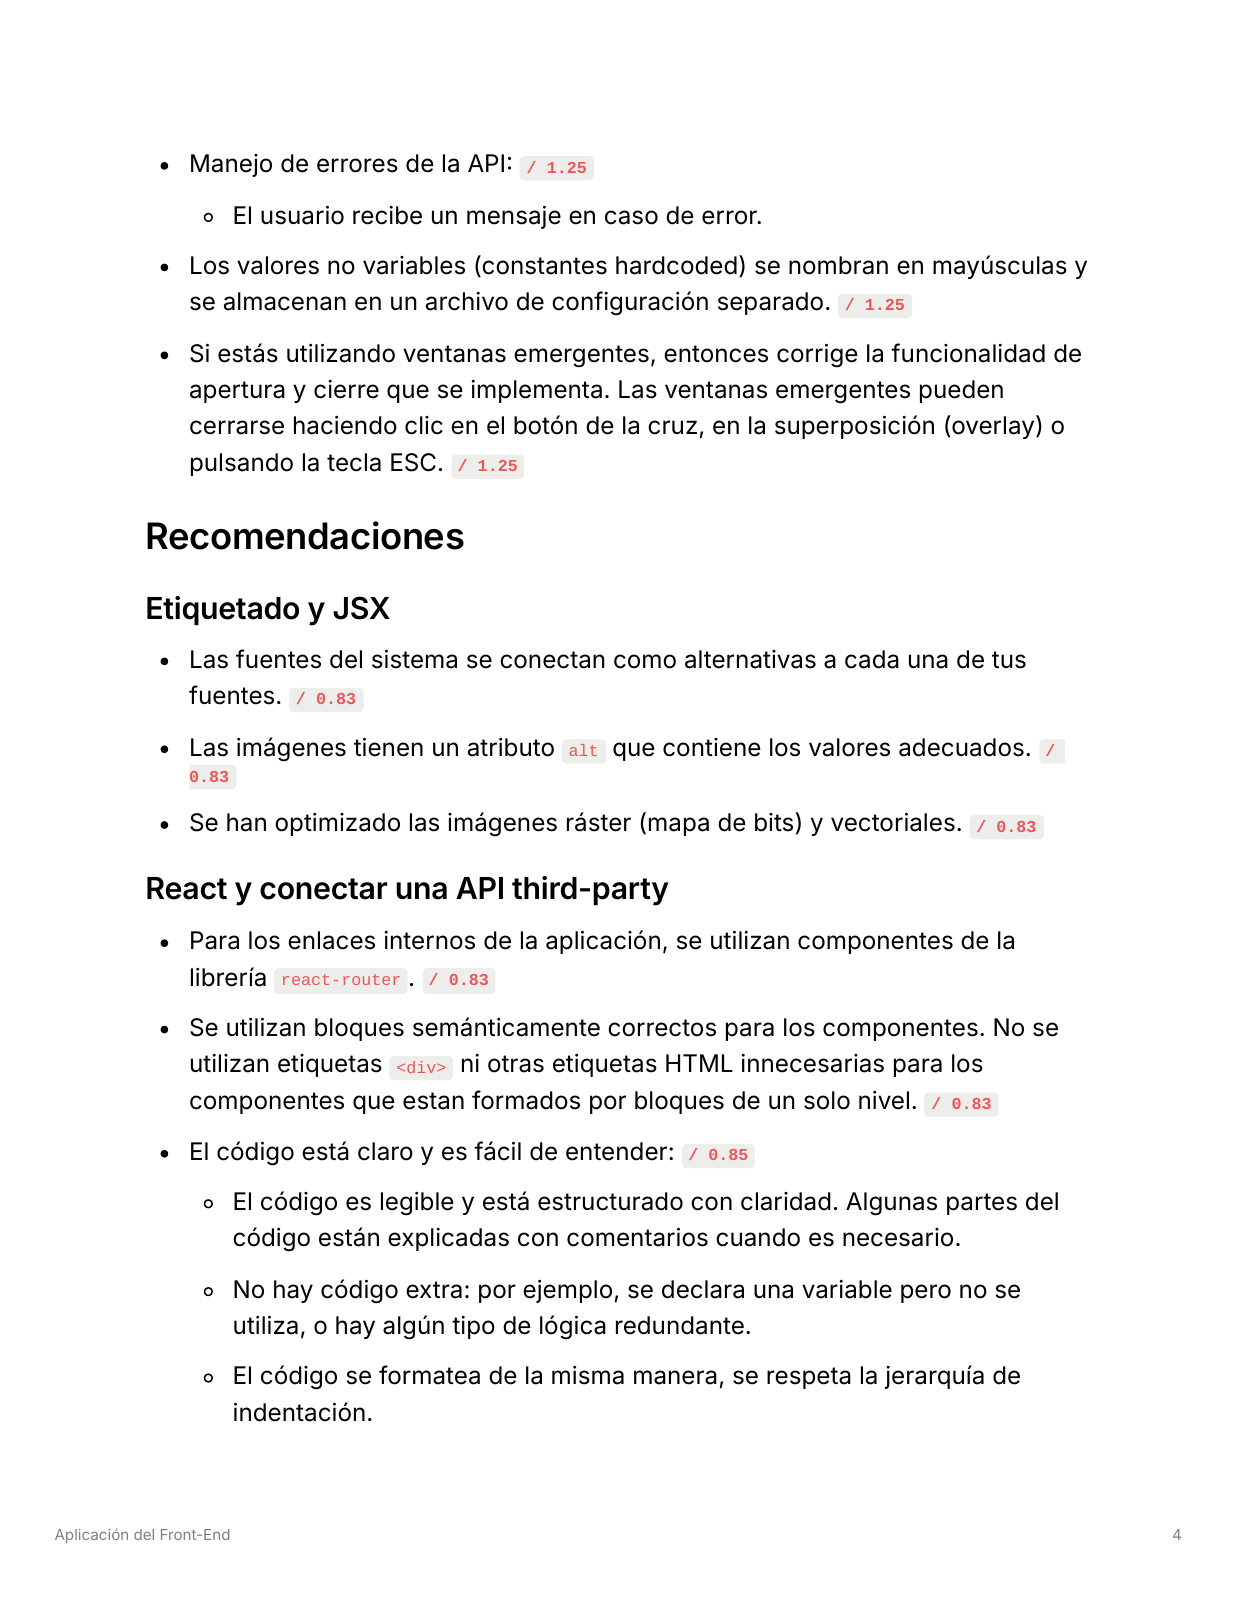 • Manejo de errores de la API: / 1.25
◦ El usuario recibe un mensaje en caso de error.
• Los valores no variables (constantes hardcoded) se nombran en mayúsculas y
se almacenan en un archivo de configuración separado. / 1.25
• Si estás utilizando ventanas emergentes, entonces corrige la funcionalidad de
apertura y cierre que se implementa. Las ventanas emergentes pueden
cerrarse haciendo clic en el botón de la cruz, en la superposición (overlay) o
pulsando la tecla ESC. / 1.25
Recomendaciones
Etiquetado y JSX
• Las fuentes del sistema se conectan como alternativas a cada una de tus
fuentes. / 0.83
• Las imágenes tienen un atributo alt que contiene los valores adecuados. /
0.83
• Se han optimizado las imágenes ráster (mapa de bits) y vectoriales. / 0.83
React y conectar una API third-party
• Para los enlaces internos de la aplicación, se utilizan componentes de la
librería react-router. / 0.83
• Se utilizan bloques semánticamente correctos para los componentes. No se
utilizan etiquetas <div> ni otras etiquetas HTML innecesarias para los
componentes que estan formados por bloques de un solo nivel. / 0.83
• El código está claro y es fácil de entender: / 0.85
◦ El código es legible y está estructurado con claridad. Algunas partes del
código están explicadas con comentarios cuando es necesario.
◦ No hay código extra: por ejemplo, se declara una variable pero no se
utiliza, o hay algún tipo de lógica redundante.
◦ El código se formatea de la misma manera, se respeta la jerarquía de
indentación.
Aplicación del Front-End 4